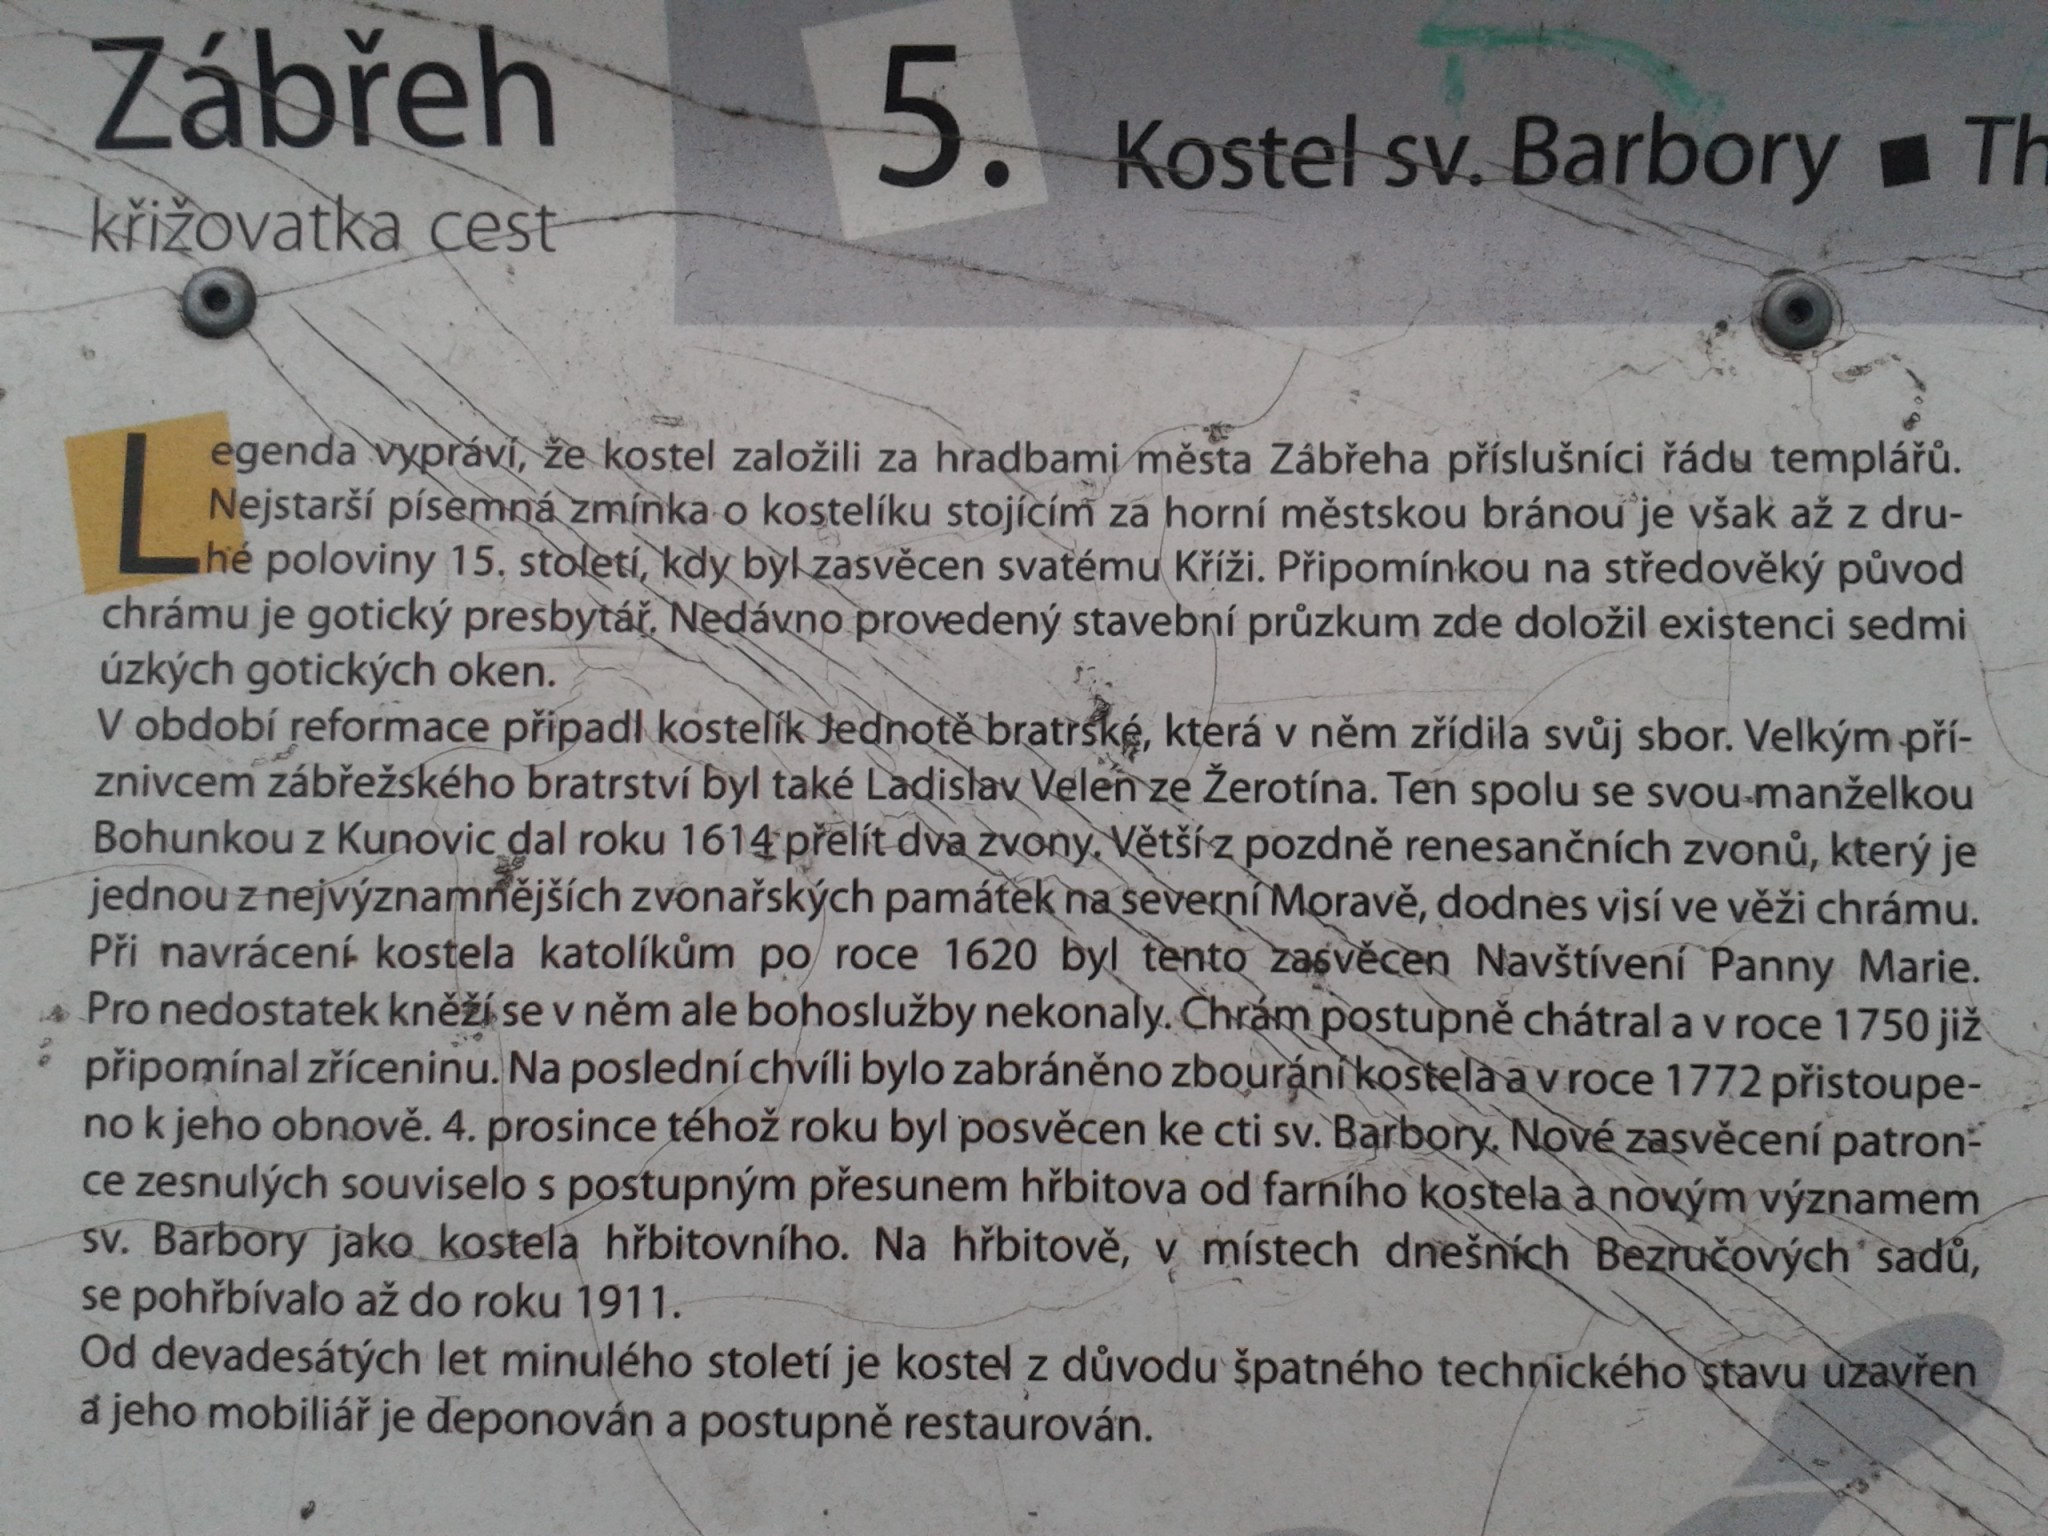 Zábřeh
křižovatka cest
5. Kostel sv. Barbory ■ Th
Legenda vypráví, že kostel založili za hradbami města Zábřeha příslušníci řádu templářů.
Nejstarší písemná zmínka o kostelíku stojícím za horní městskou bránou je však až z dru-
hé poloviny 15. století, kdy byl zasvěcen svatému Kříži. Připomínkou na středověký původ
chrámu je gotický presbytář. Nedávno provedený stavební průzkum zde doložil existenci sedmi
úzkých gotických oken.
V období reformace připadl kostelík Jednotě bratrské, která v něm zřídila svůj sbor. Velkým pří-
znivcem zábřežského bratrství byl také Ladislav Velen ze Žerotína. Ten spolu se svou manželkou
Bohunkou z Kunovic dal roku 1614 přelít dva zvony. Větší z pozdně renesančních zvonů, který je
jednou z nejvýznamnějších zvonařských památek na severní Moravě, dodnes visí ve věži chrámu.
Při navrácení kostela katolíkům po roce 1620 byl tento zasvěcen Navštívení Panny Marie.
Pro nedostatek kněží se v něm ale bohoslužby nekonaly. Chrám postupně chátral a v roce 1750 již
připomínal zříceninu. Na poslední chvíli bylo zabráněno zbourání kostela a v roce 1772 přistoupe-
no k jeho obnově. 4. prosince téhož roku byl posvěcen ke cti sv. Barbory. Nové zasvěcení patron-
ce zesnulých souviselo s postupným přesunem hřbitova od farního kostela a novým významem
sv. Barbory jako kostela hřbitovního. Na hřbitově, v místech dnešních Bezručových sadů,
se pohřbívalo až do roku 1911.
Od devadesátých let minulého století je kostel z důvodu špatného technického stavu uzavřen
a jeho mobiliář je deponován a postupně restaurován.